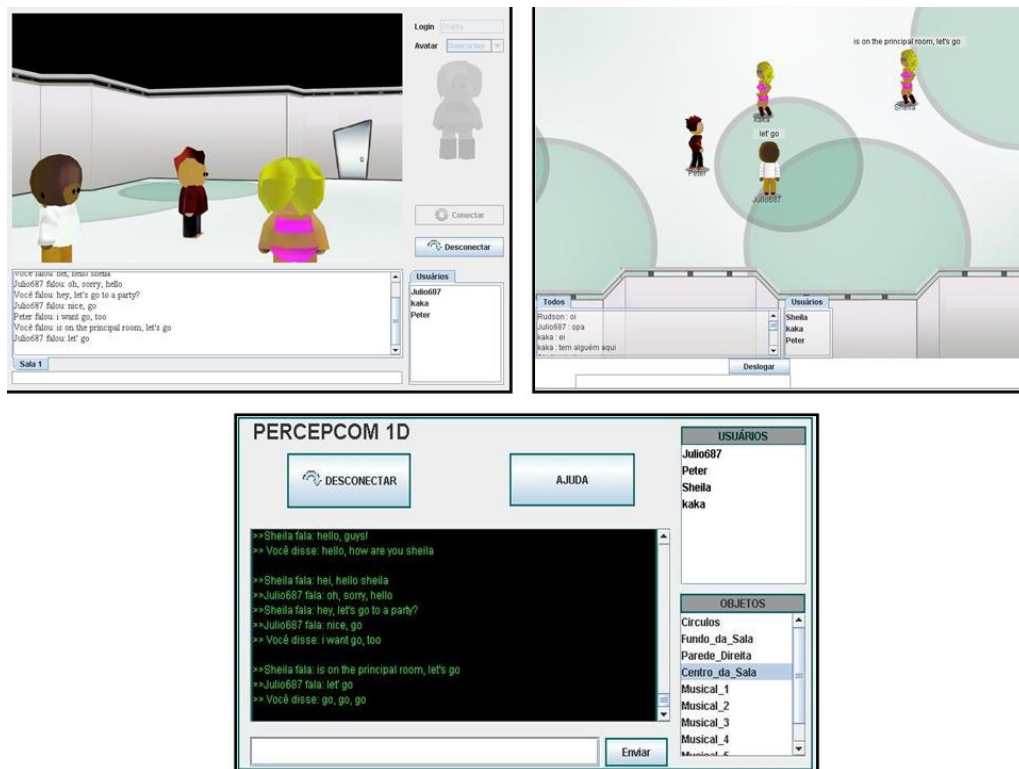 Login Sheila
Avatar
Conectar
Desconectar
Você falou: hei, hello sheila
Julio687 falou: oh, sorry, hello
Você falou: hey, let's go to a party?
Julio687 falou: nice, go
Peter falou: i want go, too
Você falou: is on the principal room, let's go
Julio687 falou: let' go
Sala 1
Usuários
Julio687
kaka
Peter
is on the principal room, let's go
Sheila
kaka
Peter
let' go
Julio687
Todos
Rudson : oi
Julio687 : opa
kaka : ei
kaka : tem alguém aqui
Usuários
Sheila
kaka
Peter
Deslogar
PERCEPCOM 1D
DESCONECTAR
AJUDA
>>Sheila fala: hello, guys!
>> Você disse: hello, how are you sheila
>>Sheila fala: hei, hello sheila
>>Julio687 fala: oh, sorry, hello
>>Sheila fala: hey, let's go to a party?
>>Julio687 fala: nice, go
>> Você disse: i want go, too
>>Sheila fala: is on the principal room, let's go
>>Julio687 fala: let' go
>> Você disse: go, go, go
Enviar
USUÁRIOS
Julio687
Peter
Sheila
kaka
OBJETOS
Circulos
Fundo_da_Sala
Parede_Direita
Centro_da_Sala
Musical_1
Musical_2
Musical_3
Musical_4